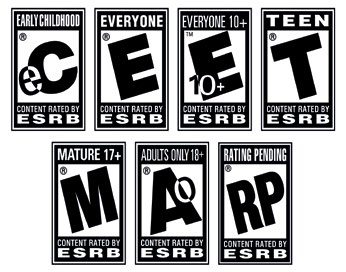 EARLY CHILDHOOD
eC
CONTENT RATED BY
ESRB
EVERYONE
E
®
CONTENT RATED BY
ESRB
EVERYONE 10+
™
E
10+
CONTENT RATED BY
ESRB
TEEN
T
CONTENT RATED BY
ESRB
MATURE 17+
M
®
CONTENT RATED BY
ESRB
ADULTS ONLY 18+
AO
®
CONTENT RATED BY
ESRB
RATING PENDING
RP
CONTENT RATED BY
ESRB